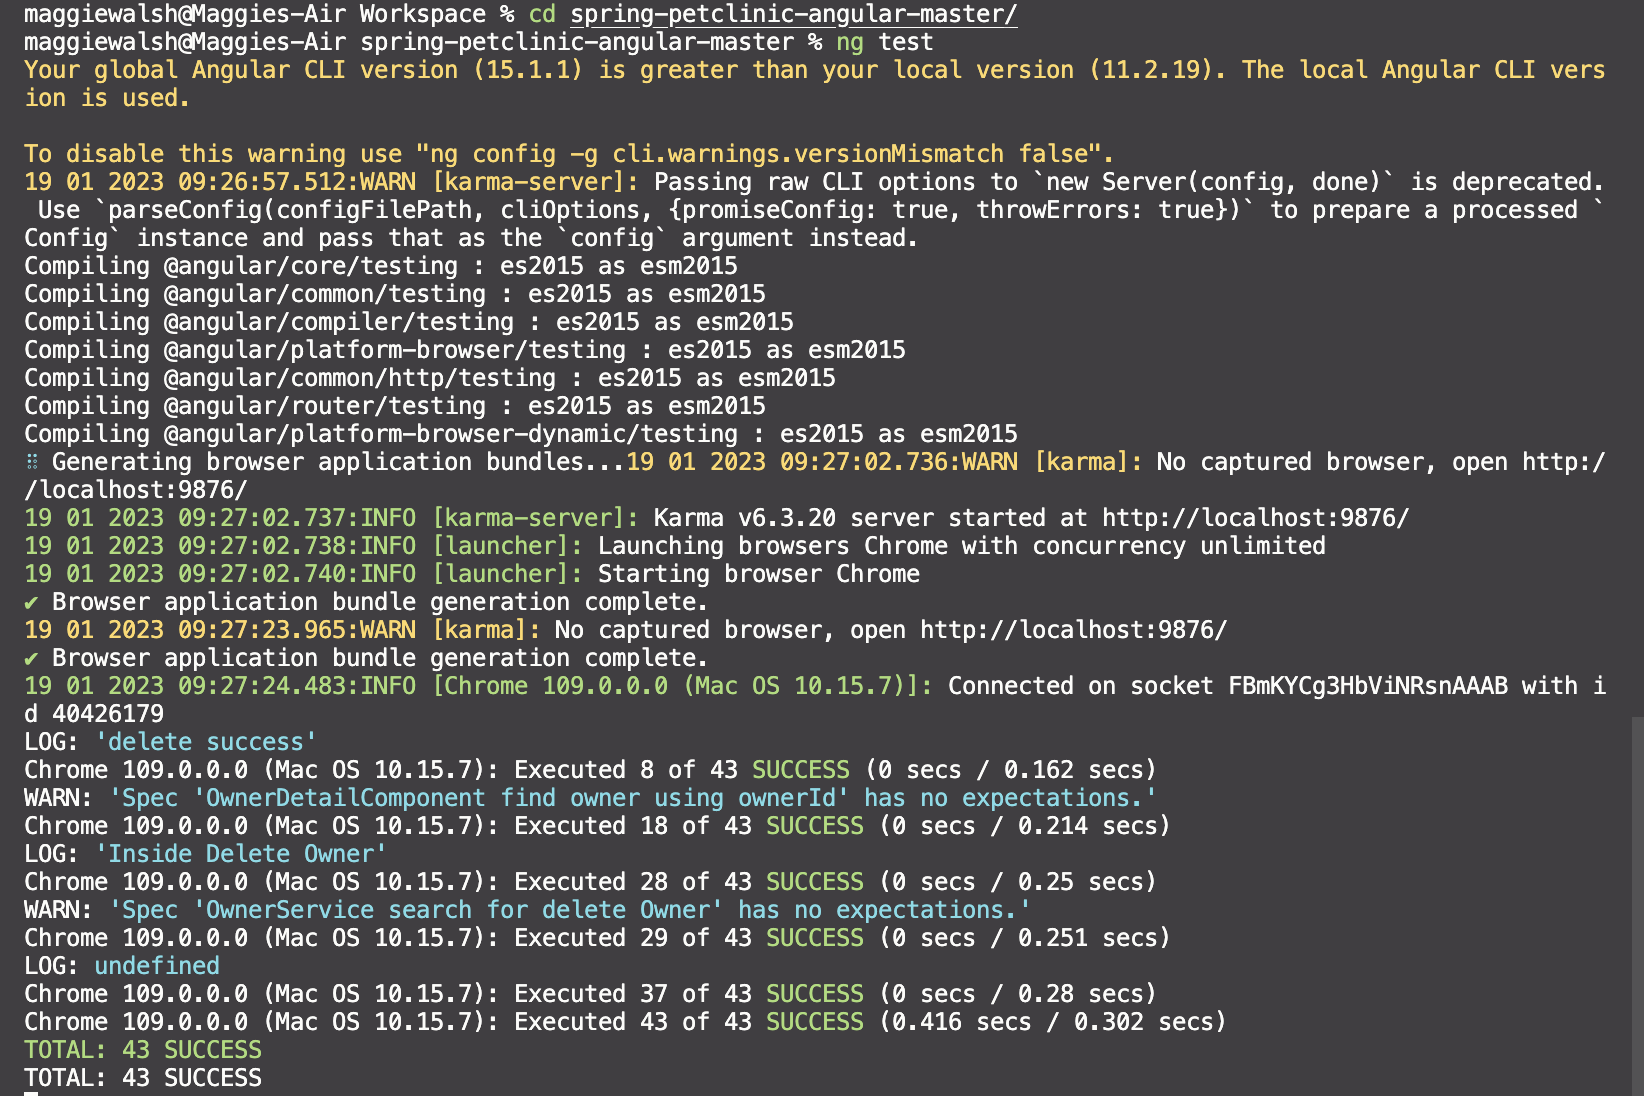 maggiewalsh@Maggies-Air Workspace % cd spring-petclinic-angular-master/
maggiewalsh@Maggies-Air spring-petclinic-angular-master % ng test
Your global Angular CLI version (15.1.1) is greater than your local version (11.2.19). The local Angular CLI vers
ion is used.

To disable this warning use "ng config -g cli.warnings.versionMismatch false".
19 01 2023 09:26:57.512:WARN [karma-server]: Passing raw CLI options to `new Server(config, done)` is deprecated.
 Use `parseConfig(configFilePath, cliOptions, {promiseConfig: true, throwErrors: true})` to prepare a processed `
Config` instance and pass that as the `config` argument instead.
Compiling @angular/core/testing : es2015 as esm2015
Compiling @angular/common/testing : es2015 as esm2015
Compiling @angular/compiler/testing : es2015 as esm2015
Compiling @angular/platform-browser/testing : es2015 as esm2015
Compiling @angular/common/http/testing : es2015 as esm2015
Compiling @angular/router/testing : es2015 as esm2015
Compiling @angular/platform-browser-dynamic/testing : es2015 as esm2015
⠿ Generating browser application bundles...19 01 2023 09:27:02.736:WARN [karma]: No captured browser, open http:/
/localhost:9876/
19 01 2023 09:27:02.737:INFO [karma-server]: Karma v6.3.20 server started at http://localhost:9876/
19 01 2023 09:27:02.738:INFO [launcher]: Launching browsers Chrome with concurrency unlimited
19 01 2023 09:27:02.740:INFO [launcher]: Starting browser Chrome
✔ Browser application bundle generation complete.
19 01 2023 09:27:23.965:WARN [karma]: No captured browser, open http://localhost:9876/
✔ Browser application bundle generation complete.
19 01 2023 09:27:24.483:INFO [Chrome 109.0.0.0 (Mac OS 10.15.7)]: Connected on socket FBmKYCg3HbViNRsnAAAB with i
d 40426179
LOG: 'delete success'
Chrome 109.0.0.0 (Mac OS 10.15.7): Executed 8 of 43 SUCCESS (0 secs / 0.162 secs)
WARN: 'Spec 'OwnerDetailComponent find owner using ownerId' has no expectations.'
Chrome 109.0.0.0 (Mac OS 10.15.7): Executed 18 of 43 SUCCESS (0 secs / 0.214 secs)
LOG: 'Inside Delete Owner'
Chrome 109.0.0.0 (Mac OS 10.15.7): Executed 28 of 43 SUCCESS (0 secs / 0.25 secs)
WARN: 'Spec 'OwnerService search for delete Owner' has no expectations.'
Chrome 109.0.0.0 (Mac OS 10.15.7): Executed 29 of 43 SUCCESS (0 secs / 0.251 secs)
LOG: undefined
Chrome 109.0.0.0 (Mac OS 10.15.7): Executed 37 of 43 SUCCESS (0 secs / 0.28 secs)
Chrome 109.0.0.0 (Mac OS 10.15.7): Executed 43 of 43 SUCCESS (0.416 secs / 0.302 secs)
TOTAL: 43 SUCCESS
TOTAL: 43 SUCCESS